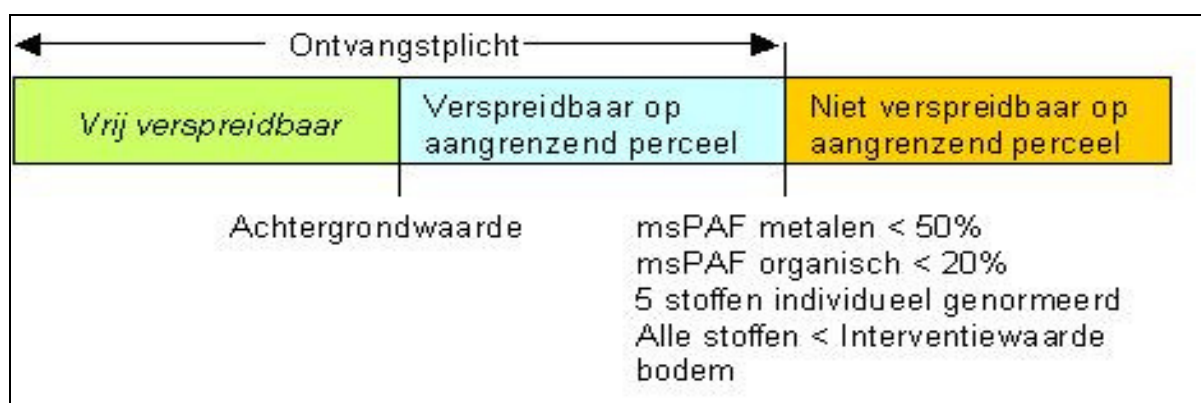 Ontvangstplicht
Vrij verspreidbaar
Verspreidbaar op
aangrenzend perceel
Niet verspreidbaar op
aangrenzend perceel
Achtergrondwaarde
msPAF metalen < 50%
msPAF organisch < 20%
5 stoffen individueel genormeerd
Alle stoffen < Interventiewaarde
bodem